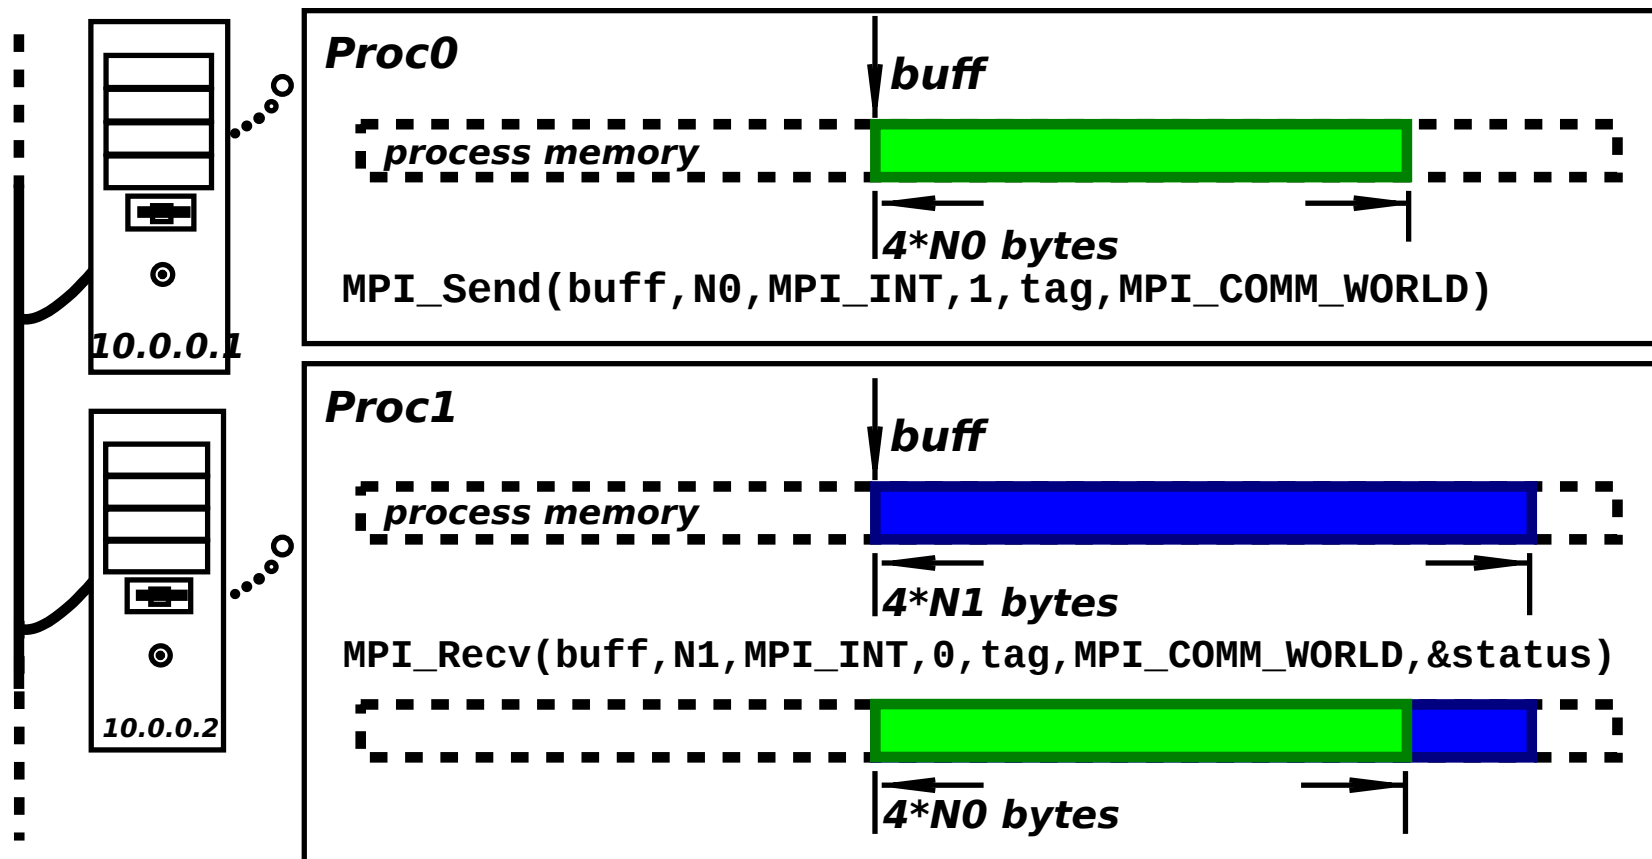 Proc0
buff
process memory
4*N0 bytes
MPI_Send(buff,N0,MPI_INT,1,tag,MPI_COMM_WORLD)
10.0.0.1
Proc1
buff
process memory
4*N1 bytes
MPI_Recv(buff,N1,MPI_INT,0,tag,MPI_COMM_WORLD,&status)
10.0.0.2
4*N0 bytes